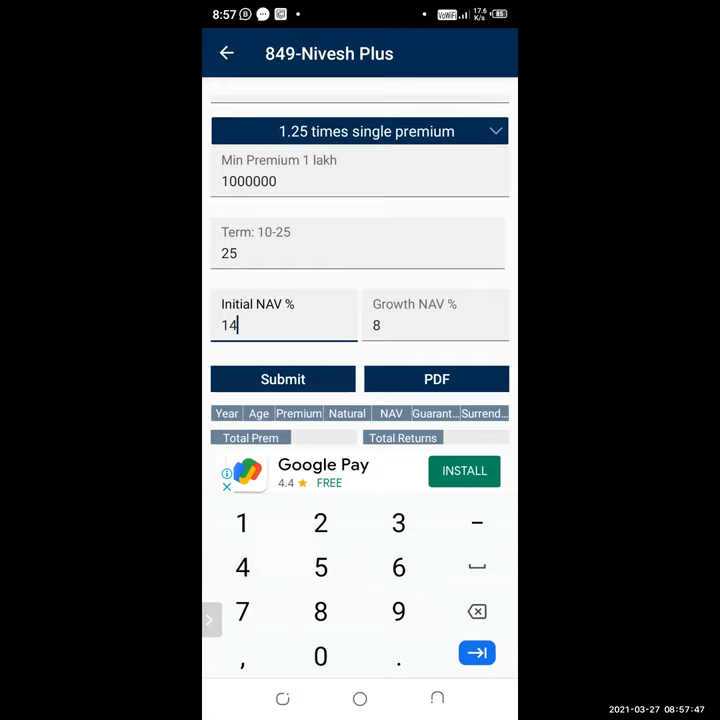 8:57 VoWiFi 17.6 K/s 85
849-Nivesh Plus
1.25 times single premium
Min Premium 1 lakh
1000000
Term: 10-25
25
Initial NAV % Growth NAV %
14 8
Submit PDF
Year Age Premium Natural NAV Guarant... Surrend...
Total Prem Total Returns
Google Pay
4.4 ★ FREE
INSTALL
1 2 3 -
4 5 6
7 8 9
, 0 .
2021-03-27 08:57:47